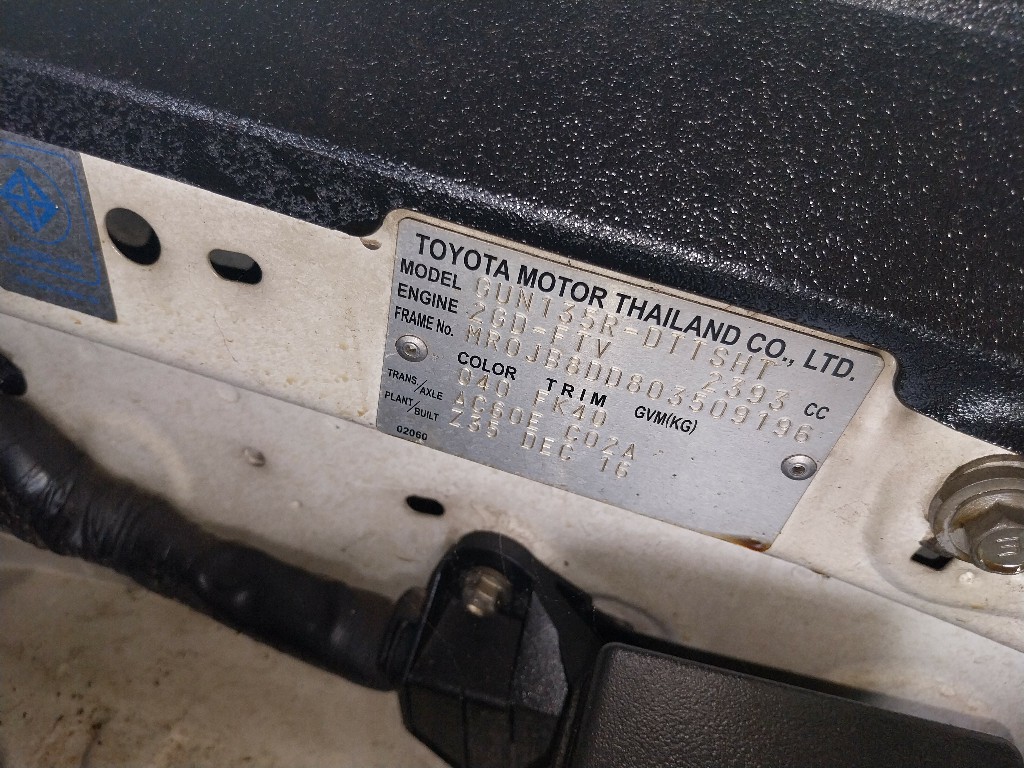 TOYOTA MOTOR THAILAND CO., LTD.
MODEL GUN135R-DTTSHT
ENGINE 2GD-FTV 2393 CC
FRAME No. MR0JB8DD803509196
COLOR TRIM GVM(KG)
040 FK40
TRANS./AXLE AC60E C02A
PLANT/BUILT Z35 DEC '16
02060